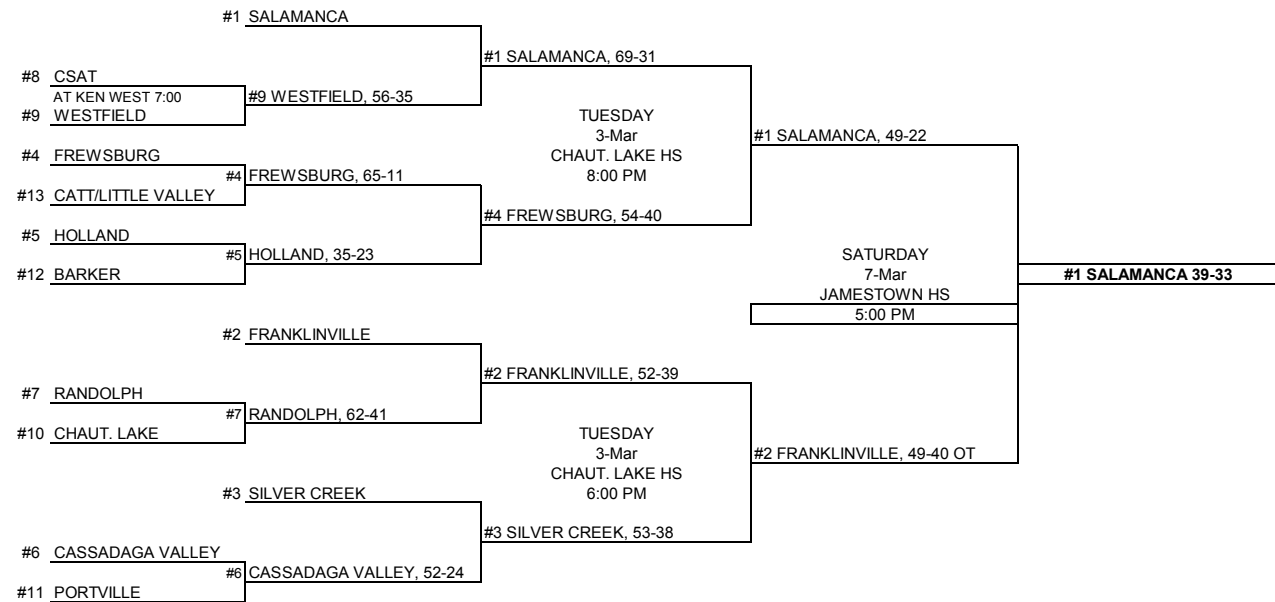 #1 SALAMANCA
#1 SALAMANCA, 69-31
#8 CSAT
AT KEN WEST 7:00
#9 WESTFIELD, 56-35
#9 WESTFIELD
TUESDAY
3-Mar
CHAUT. LAKE HS
8:00 PM
#1 SALAMANCA, 49-22
#4 FREWSBURG
#4 FREWSBURG, 65-11
#13 CATT/LITTLE VALLEY
#4 FREWSBURG, 54-40
#5 HOLLAND
#5 HOLLAND, 35-23
#12 BARKER
SATURDAY
7-Mar
JAMESTOWN HS
5:00 PM
#1 SALAMANCA 39-33
#2 FRANKLINVILLE
#2 FRANKLINVILLE, 52-39
#7 RANDOLPH
#7 RANDOLPH, 62-41
#10 CHAUT. LAKE
TUESDAY
3-Mar
CHAUT. LAKE HS
6:00 PM
#2 FRANKLINVILLE, 49-40 OT
#3 SILVER CREEK
#3 SILVER CREEK, 53-38
#6 CASSADAGA VALLEY
#6 CASSADAGA VALLEY, 52-24
#11 PORTVILLE